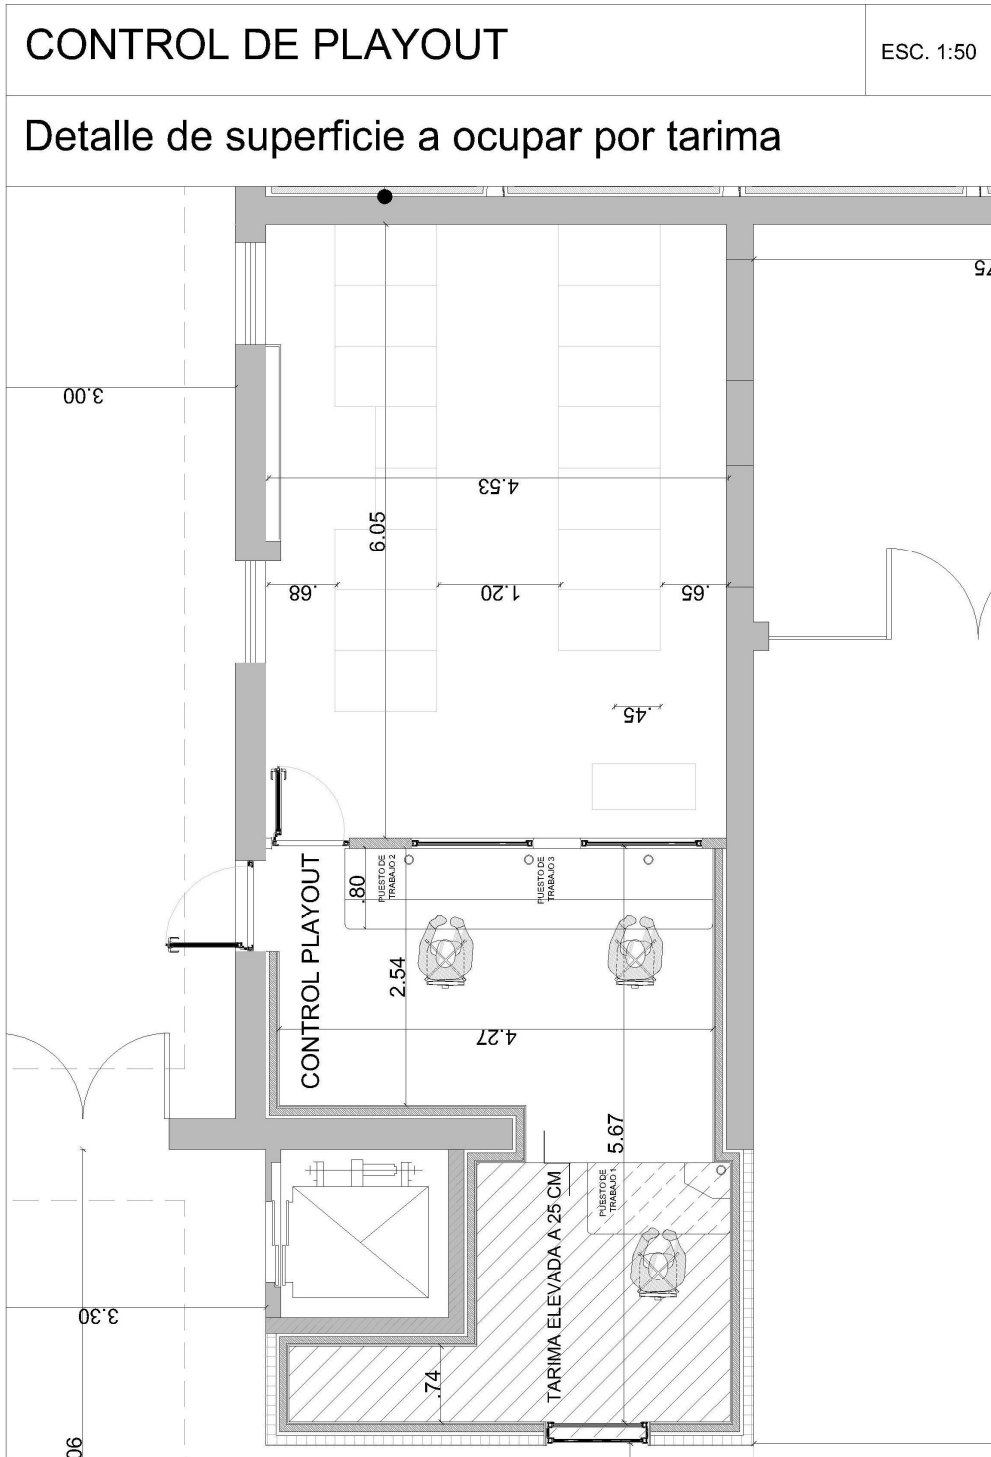 CONTROL DE PLAYOUT
ESC. 1:50
Detalle de superficie a ocupar por tarima
3.00
4.53
6.05
.68
1.20
.65
.45
CONTROL PLAYOUT
.80
PUESTO DE
TRABAJO 2
PUESTO DE
TRABAJO 3
2.54
4.27
5.67
PUESTO DE
TRABAJO 1
TARIMA ELEVADA A 25 CM
3.30
.74